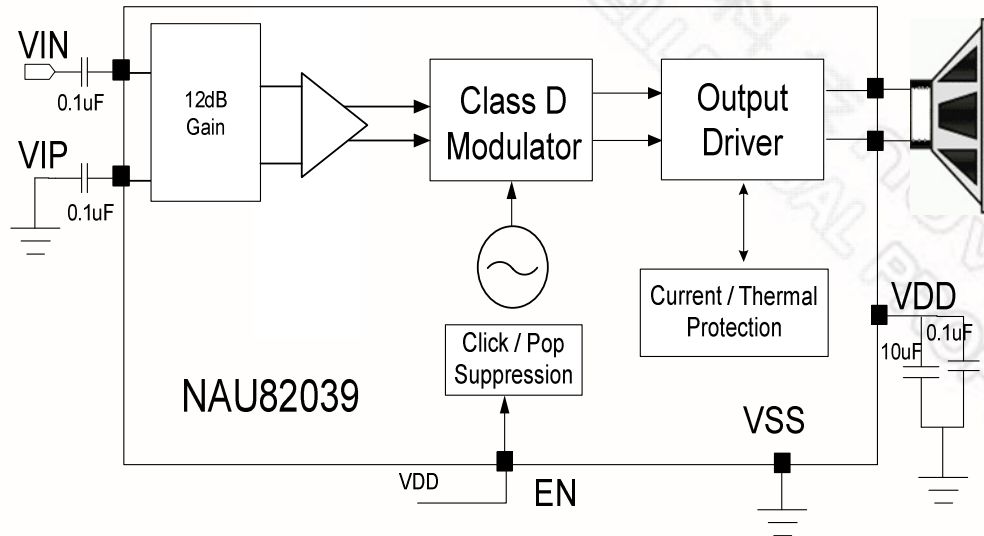 VIN
0.1uF
VIP
0.1uF
12dB
Gain
Class D
Modulator
Output
Driver
Current / Thermal
Protection
Click / Pop
Suppression
NAU82039
VDD
0.1uF
10uF
VSS
VDD
EN